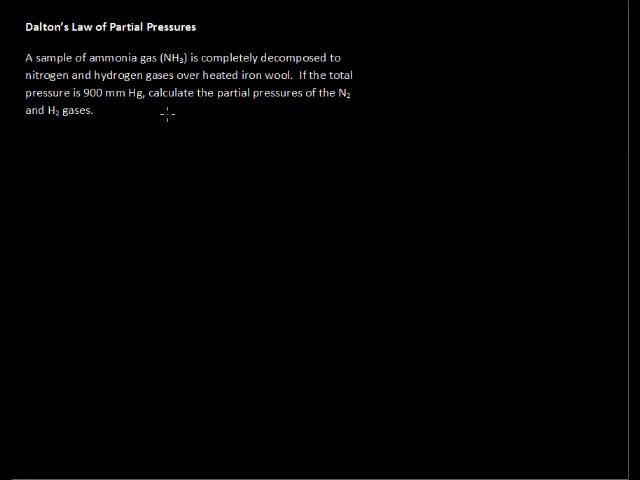 Dalton's Law of Partial Pressures
A sample of ammonia gas (NH₃) is completely decomposed to
nitrogen and hydrogen gases over heated iron wool. If the total
pressure is 900 mm Hg, calculate the partial pressures of the N₂
and H₂ gases.